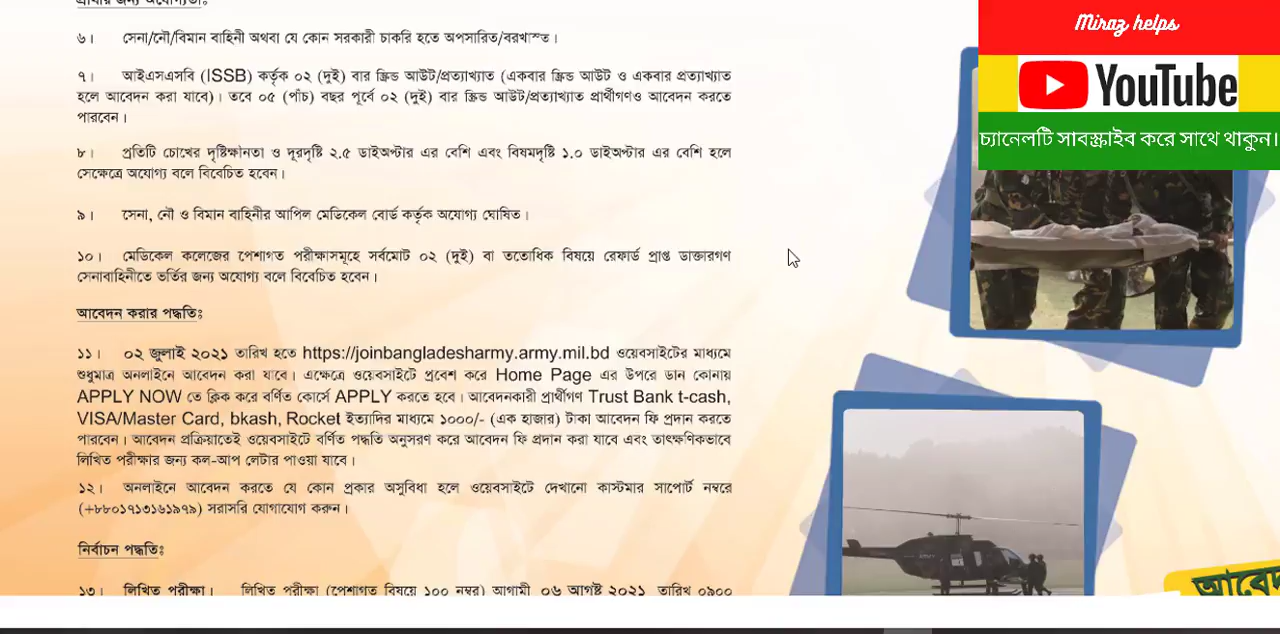 প্রার্থীর জন্য অযোগ্যতাঃ
৬। সেনা/নৌ/বিমান বাহিনী অথবা যে কোন সরকারী চাকরি হতে অপসারিত/বরখাস্ত।
৭। আইএসএসবি (ISSB) কর্তৃক ০২ (দুই) বার স্ক্রিন্ড আউট/প্রত্যাখ্যাত (একবার স্ক্রিন্ড আউট ও একবার প্রত্যাখ্যাত
হলে আবেদন করা যাবে)। তবে ০৫ (পাঁচ) বছর পূর্বে ০২ (দুই) বার স্ক্রিন্ড আউট/প্রত্যাখ্যাত প্রার্থীগণও আবেদন করতে
পারবেন।
৮। প্রতিটি চোখের দৃষ্টিক্ষীনতা ও দূরদৃষ্টি ২.৫ ডাইঅপ্টার এর বেশি এবং বিষমদৃষ্টি ১.০ ডাইঅপ্টার এর বেশি হলে
সেক্ষেত্রে অযোগ্য বলে বিবেচিত হবেন।
৯। সেনা, নৌ ও বিমান বাহিনীর আপিল মেডিকেল বোর্ড কর্তৃক অযোগ্য ঘোষিত।
১০। মেডিকেল কলেজের পেশাগত পরীক্ষাসমূহে সর্বমোট ০২ (দুই) বা ততোধিক বিষয়ে রেফার্ড প্রাপ্ত ডাক্তারগণ
সেনাবাহিনীতে ভর্তির জন্য অযোগ্য বলে বিবেচিত হবেন।
আবেদন করার পদ্ধতিঃ
১১। ০২ জুলাই ২০২১ তারিখ হতে https://joinbangladesharmy.army.mil.bd ওয়েবসাইটের মাধ্যমে
শুধুমাত্র অনলাইনে আবেদন করা যাবে। এক্ষেত্রে ওয়েবসাইটে প্রবেশ করে Home Page এর উপরে ডান কোনায়
APPLY NOW তে ক্লিক করে বর্ণিত কোর্সে APPLY করতে হবে। আবেদনকারী প্রার্থীগণ Trust Bank t-cash,
VISA/Master Card, bkash, Rocket ইত্যাদির মাধ্যমে ১০০০/- (এক হাজার) টাকা আবেদন ফি প্রদান করতে
পারবেন। আবেদন প্রক্রিয়াতেই ওয়েবসাইটে বর্ণিত পদ্ধতি অনুসরণ করে আবেদন ফি প্রদান করা যাবে এবং তাৎক্ষণিকভাবে
লিখিত পরীক্ষার জন্য কল-আপ লেটার পাওয়া যাবে।
১২। অনলাইনে আবেদন করতে যে কোন প্রকার অসুবিধা হলে ওয়েবসাইটে দেখানো কাস্টমার সাপোর্ট নম্বরে
(+৮৮০১৭১৩১৬১৯৭৯) সরাসরি যোগাযোগ করুন।
নির্বাচন পদ্ধতিঃ
১৩। লিখিত পরীক্ষা। লিখিত পরীক্ষা (পেশাগত বিষয়ে ১০০ নম্বর) আগামী ০৬ আগষ্ট ২০২১ তারিখ ০৯০০
Miraz helps
YouTube
চ্যানেলটি সাবস্ক্রাইব করে সাথে থাকুন।